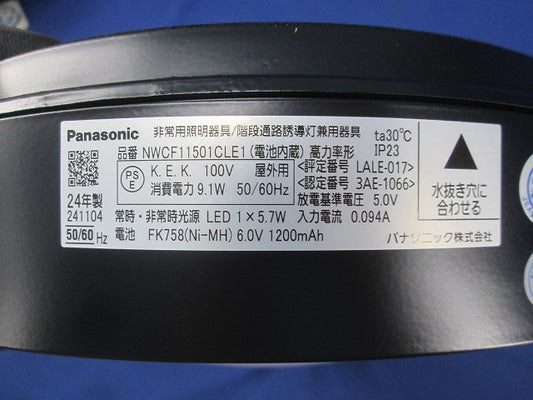 Panasonic 非常用照明器具/階段通路誘導灯兼用器具 ta30℃
品番 NWCF11501CLE1(電池内蔵) 高力率形 IP23
PS E K.E.K. 100V 屋外用 <評定番号 LALE-017>
消費電力 9.1W 50/60Hz <認定番号 3AE-1066>
24年製 放電基準電圧 5.0V
241104 常時・非常時光源 LED 1×5.7W 入力電流 0.094A
50/60 Hz 電池 FK758(Ni-MH) 6.0V 1200mAh パナソニック株式会社
水抜き穴に
合わせる